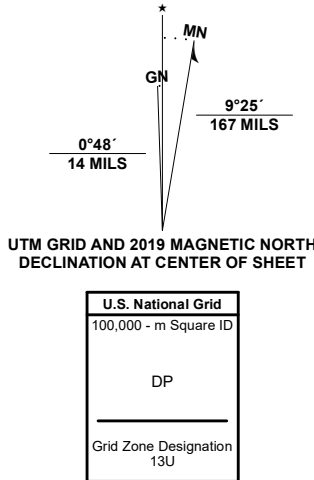 ★
MN
GN
9°25´
167 MILS
0°48´
14 MILS
UTM GRID AND 2019 MAGNETIC NORTH
DECLINATION AT CENTER OF SHEET
U.S. National Grid
100,000 - m Square ID
DP
Grid Zone Designation
13U